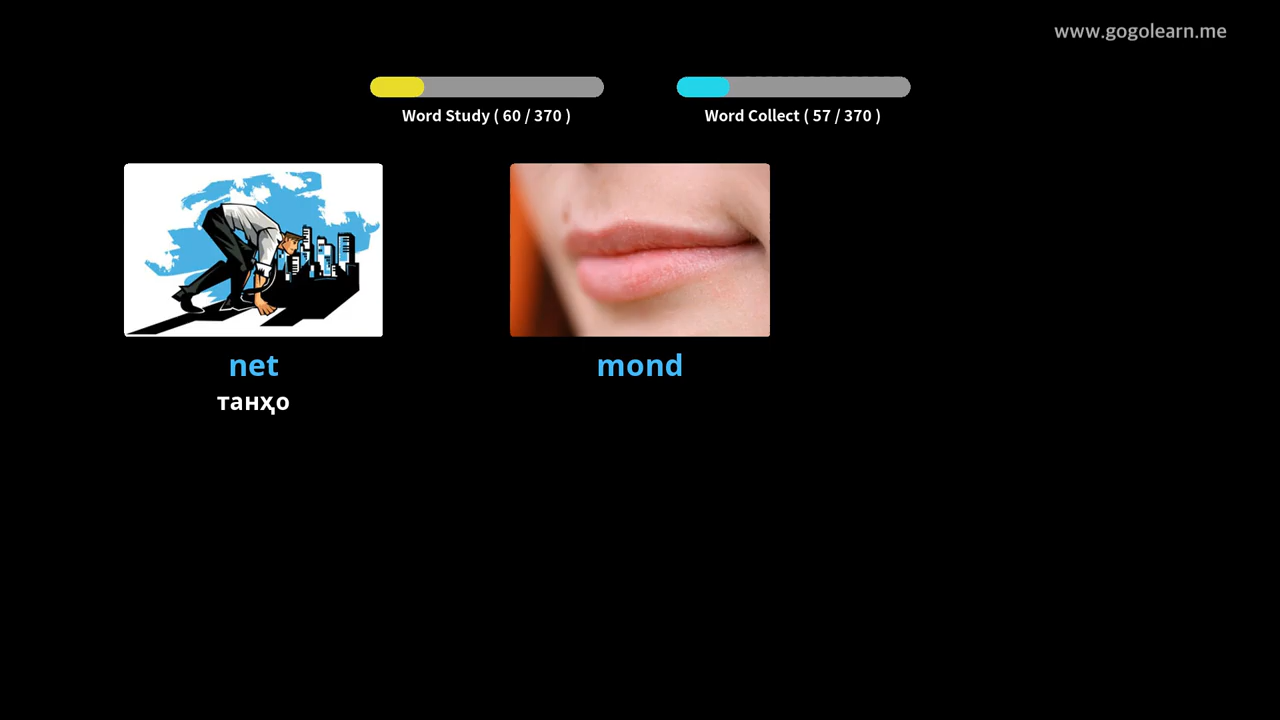 www.gogolearn.me
Word Study ( 60 / 370 )
Word Collect ( 57 / 370 )
net
mond
танҳо